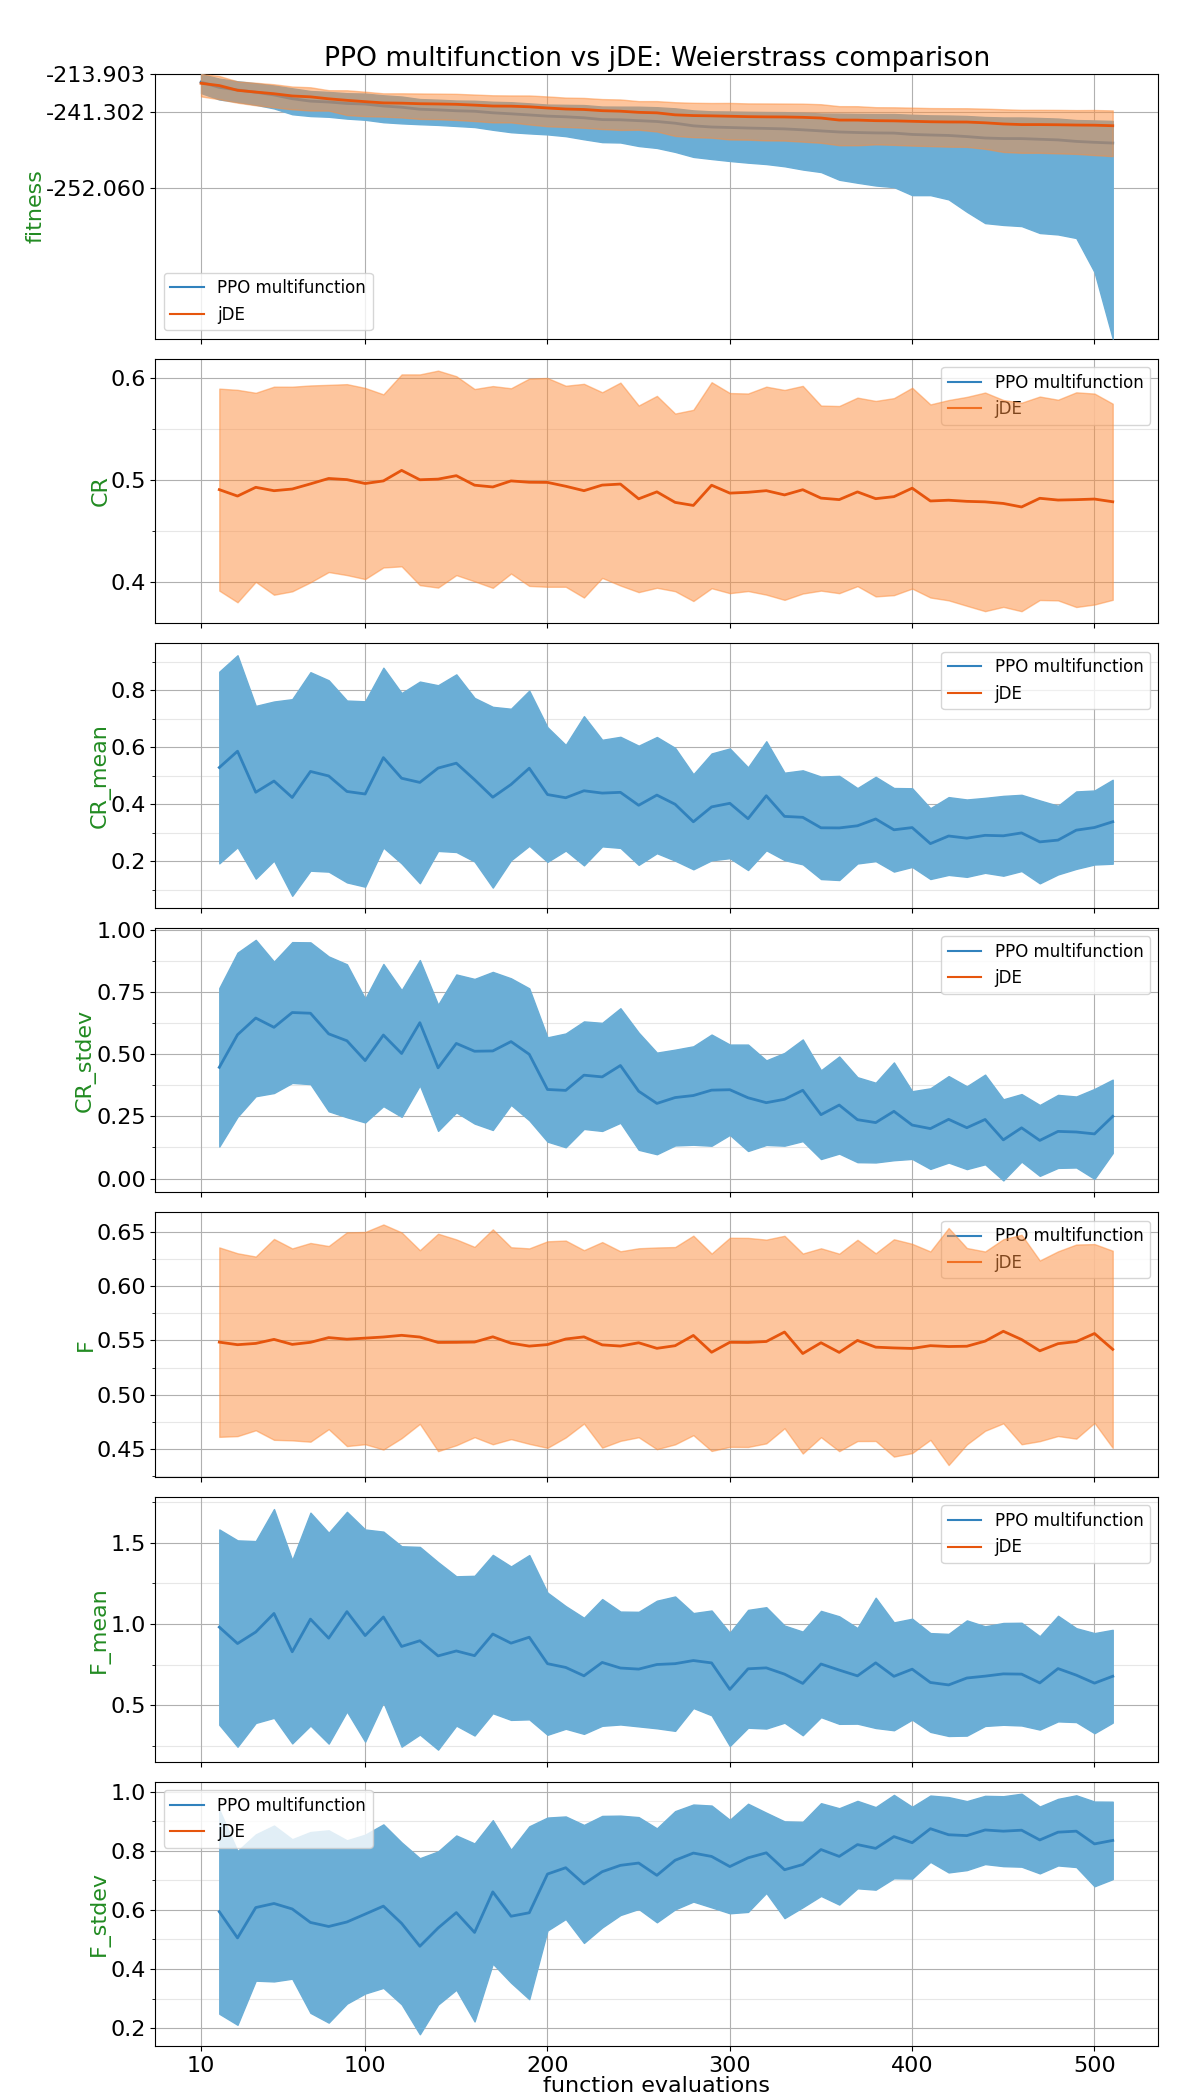 PPO multifunction vs jDE: Weierstrass comparison
-213.903
-241.302
-252.060
fitness
PPO multifunction
jDE
0.6
0.5
0.4
CR
PPO multifunction
jDE
0.8
0.6
0.4
0.2
CR_mean
PPO multifunction
jDE
1.00
0.75
0.50
0.25
0.00
CR_stdev
PPO multifunction
jDE
0.65
0.60
0.55
0.50
0.45
F
PPO multifunction
jDE
1.5
1.0
0.5
F_mean
PPO multifunction
jDE
1.0
0.8
0.6
0.4
0.2
F_stdev
PPO multifunction
jDE
10 100 200 300 400 500
function evaluations